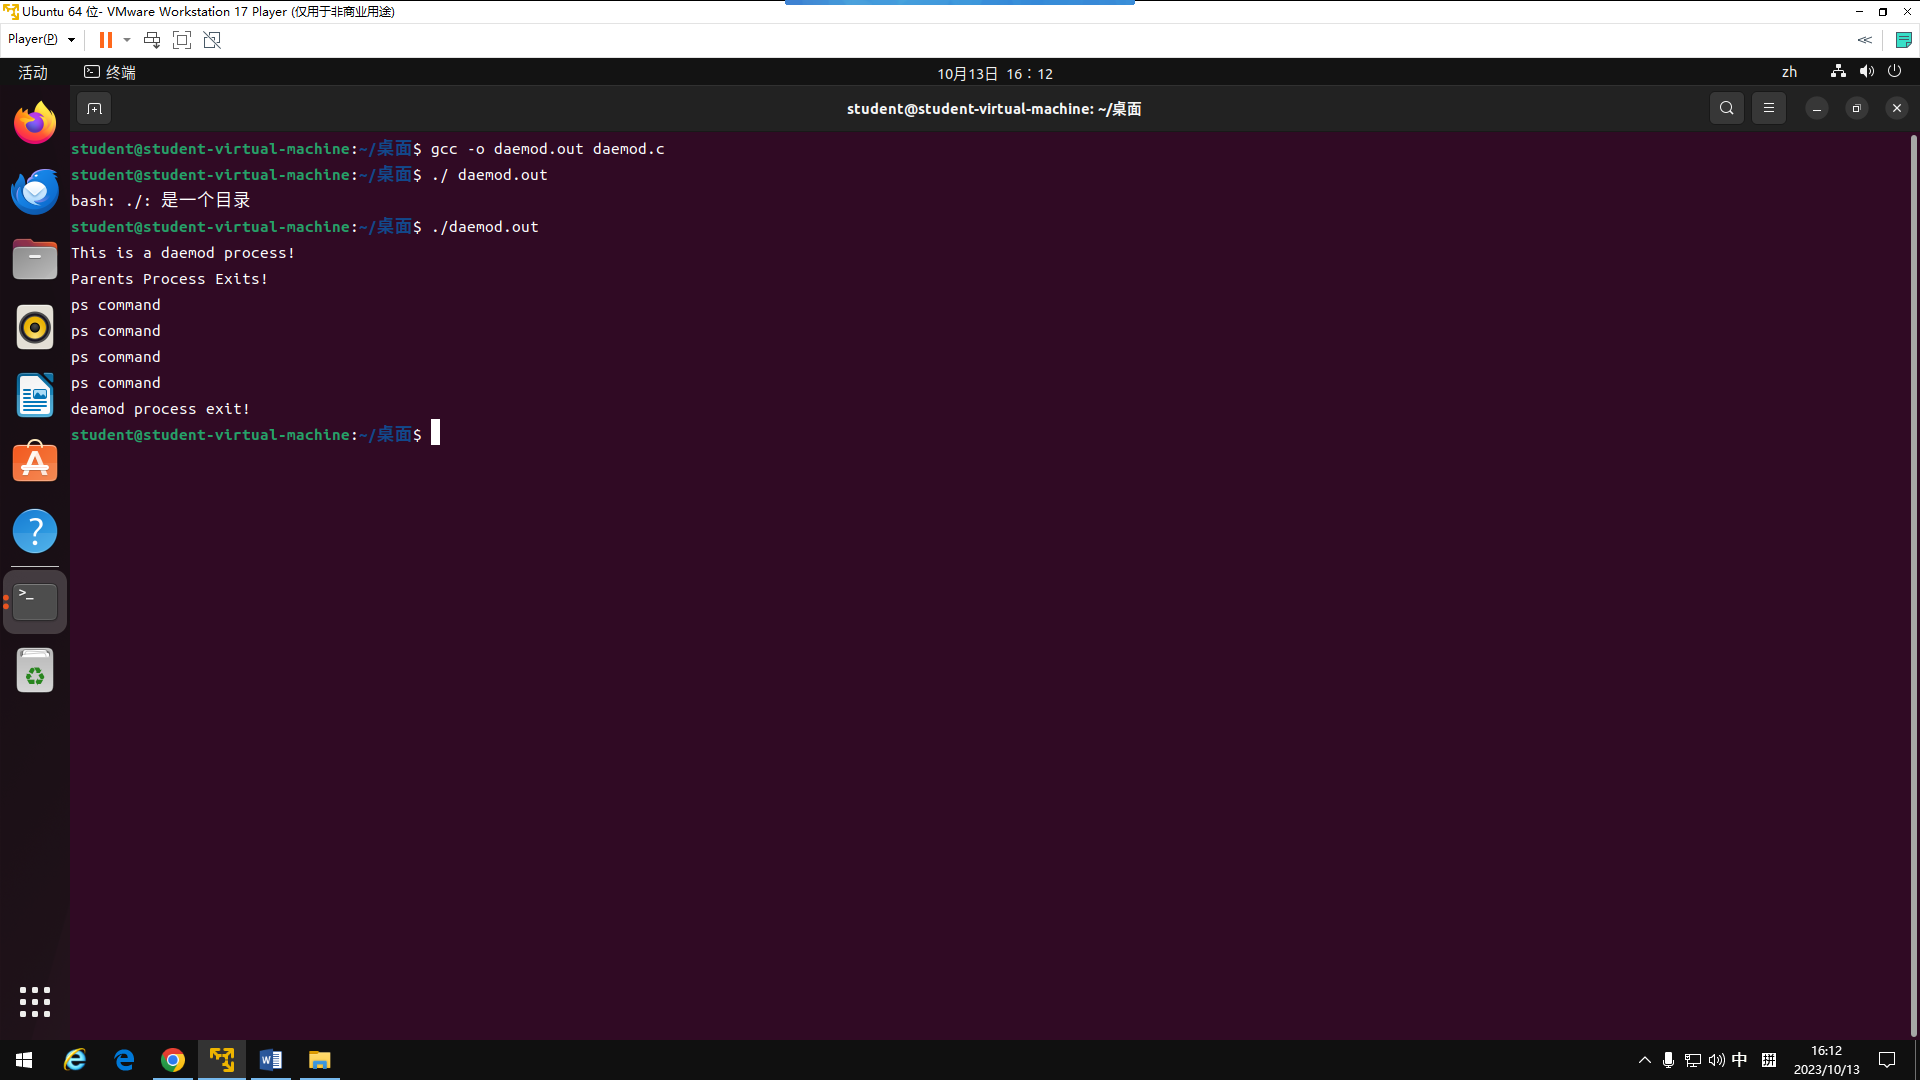 Ubuntu 64 位- VMware Workstation 17 Player (仅用于非商业用途)
Player(P)
活动
终端
10月13日 16：12
zh
student@student-virtual-machine: ~/桌面
student@student-virtual-machine:~/桌面$ gcc -o daemod.out daemod.c
student@student-virtual-machine:~/桌面$ ./ daemod.out
bash: ./: 是一个目录
student@student-virtual-machine:~/桌面$ ./daemod.out
This is a daemod process!
Parents Process Exits!
ps command
ps command
ps command
ps command
deamod process exit!
student@student-virtual-machine:~/桌面$
中
16:12
2023/10/13